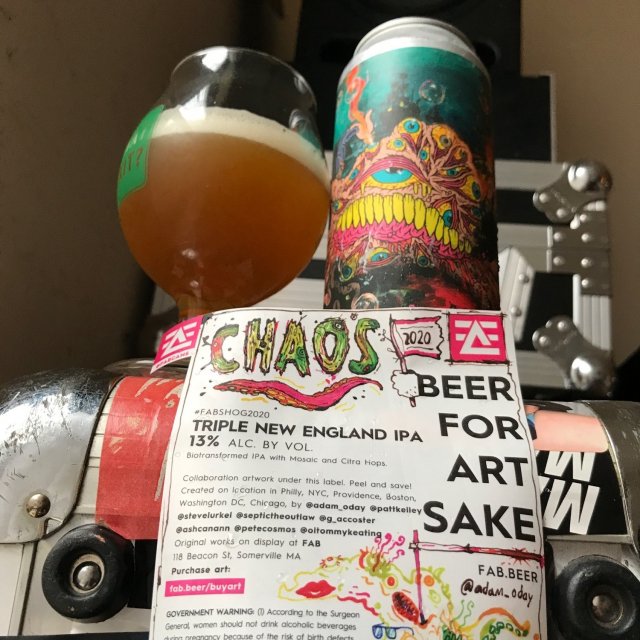 CHAOS
2020
#FABSHOG2020
TRIPLE NEW ENGLAND IPA
13% ALC. BY VOL.
Biotransformed IPA with Mosaic and Citra Hops.
Collaboration artwork under this label. Peel and save!
Created on location in Philly, NYC, Providence, Boston,
Washington DC, Chicago, by @adam_oday @pattkelley
@stevelurkel @septictheoutlaw @g_accoster
@ashcanann @petecosmos @oitommykeating
Original works on display at FAB
118 Beacon St, Somerville MA
Purchase art:
fab.beer/buyart
GOVERNMENT WARNING: (1) According to the Surgeon
General, women should not drink alcoholic beverages
during pregnancy because of the risk of birth defects
BEER
FOR
ART
SAKE
FAB.BEER
@adam_oday